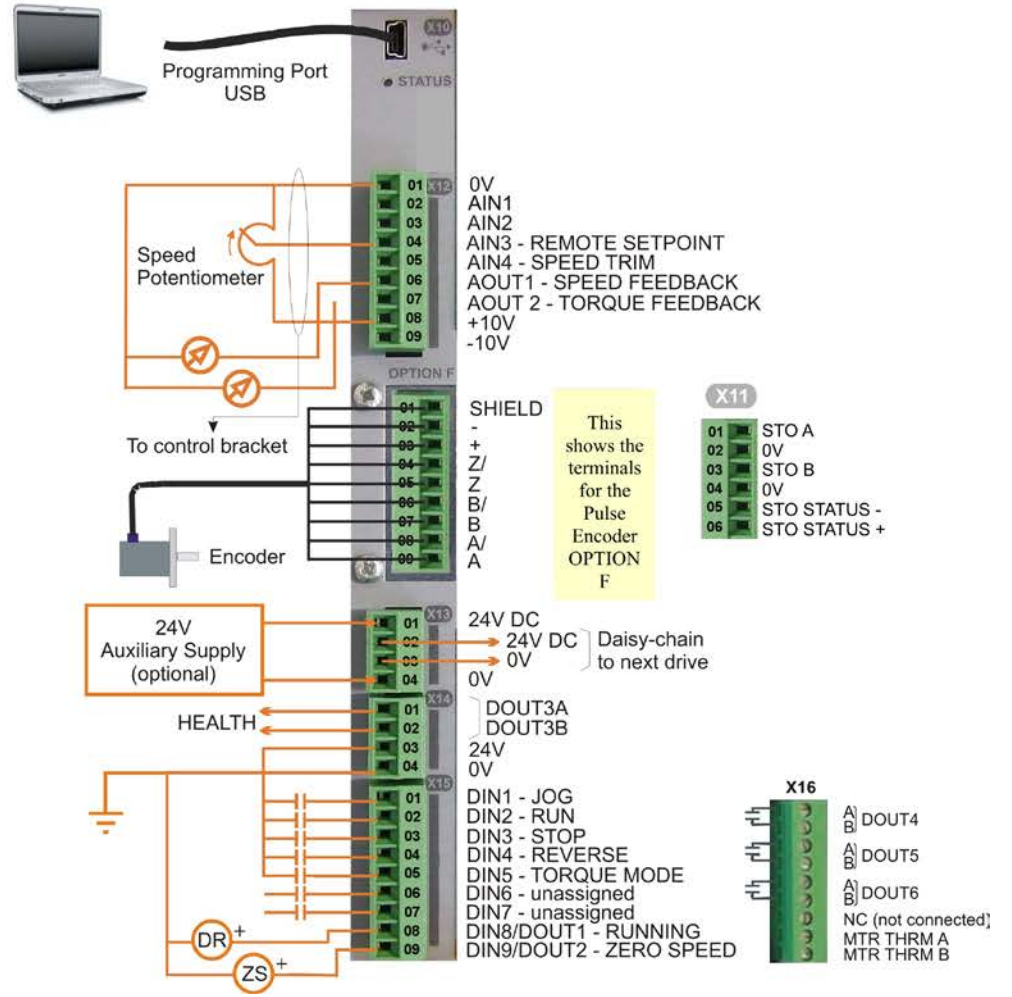 X10
Programming Port
USB
STATUS
01 X12 0V
02 AIN1
03 AIN2
04 AIN3 - REMOTE SETPOINT
05 AIN4 - SPEED TRIM
06 AOUT1 - SPEED FEEDBACK
07 AOUT 2 - TORQUE FEEDBACK
08 +10V
09 -10V
Speed
Potentiometer
OPTION F
To control bracket
01 SHIELD
02 -
03 +
04 Z/
05 Z
06 B/
07 B
08 A/
09 A
Encoder
This
shows the
terminals
for the
Pulse
Encoder
OPTION
F
X11
01 STO A
02 0V
03 STO B
04 0V
05 STO STATUS -
06 STO STATUS +
24V
Auxiliary Supply
(optional)
X13
01 24V DC
02 24V DC
03 0V
04 0V
Daisy-chain
to next drive
HEALTH
X14
01 DOUT3A
02 DOUT3B
03 24V
04 0V
X15
01 DIN1 - JOG
02 DIN2 - RUN
03 DIN3 - STOP
04 DIN4 - REVERSE
05 DIN5 - TORQUE MODE
06 DIN6 - unassigned
07 DIN7 - unassigned
08 DIN8/DOUT1 - RUNNING
09 DIN9/DOUT2 - ZERO SPEED
DR +
ZS +
X16
A
B DOUT4
A
B DOUT5
A
B DOUT6
NC (not connected)
MTR THRM A
MTR THRM B